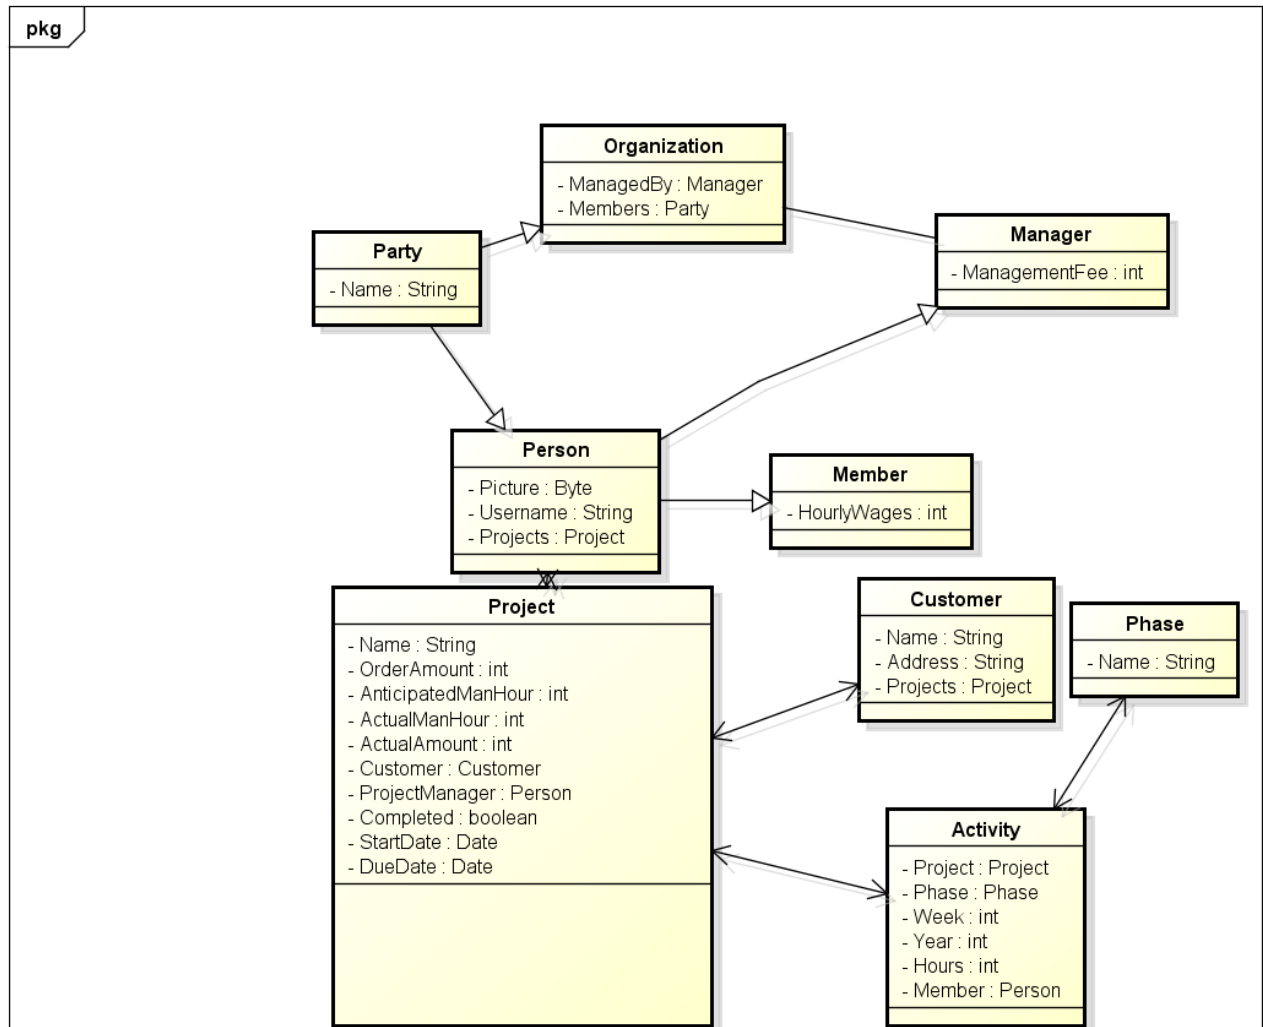 pkg
Organization
- ManagedBy : Manager
- Members : Party
Manager
- ManagementFee : int
Party
- Name : String
Person
- Picture : Byte
- Username : String
- Projects : Project
Member
- HourlyWages : int
Project
- Name : String
- OrderAmount : int
- AnticipatedManHour : int
- ActualManHour : int
- ActualAmount : int
- Customer : Customer
- ProjectManager : Person
- Completed : boolean
- StartDate : Date
- DueDate : Date
Customer
- Name : String
- Address : String
- Projects : Project
Phase
- Name : String
Activity
- Project : Project
- Phase : Phase
- Week : int
- Year : int
- Hours : int
- Member : Person